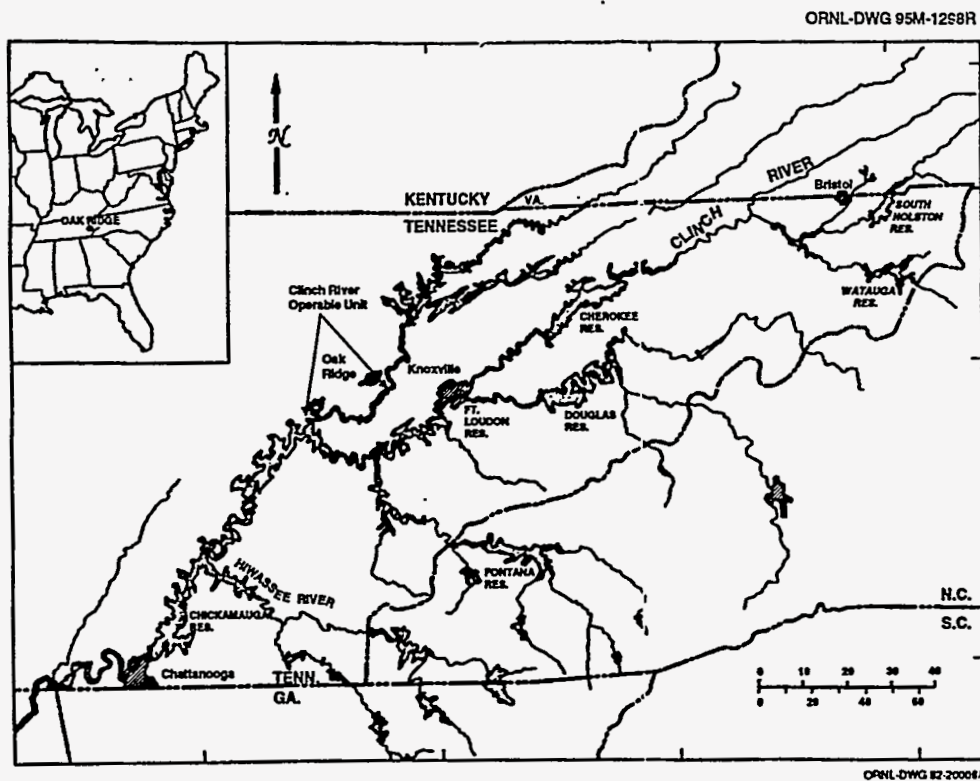 ORNL-DWG 95M-1298R
N
KENTUCKY
VA.
TENNESSEE
RIVER
CLINCH
Bristol
SOUTH
HOLSTON
RES.
WATAUGA
RES.
OAK RIDGE
Clinch River
Operable Unit
Oak
Ridge
Knoxville
CHEROKEE
RES.
FT.
LOUDON
RES.
DOUGLAS
RES.
HIWASSEE RIVER
FONTANA
RES.
CHICKAMAUGA
RES.
Chattanooga
TENN.
GA.
N.C.
S.C.
0 10 20 30 40
0 20 40 60